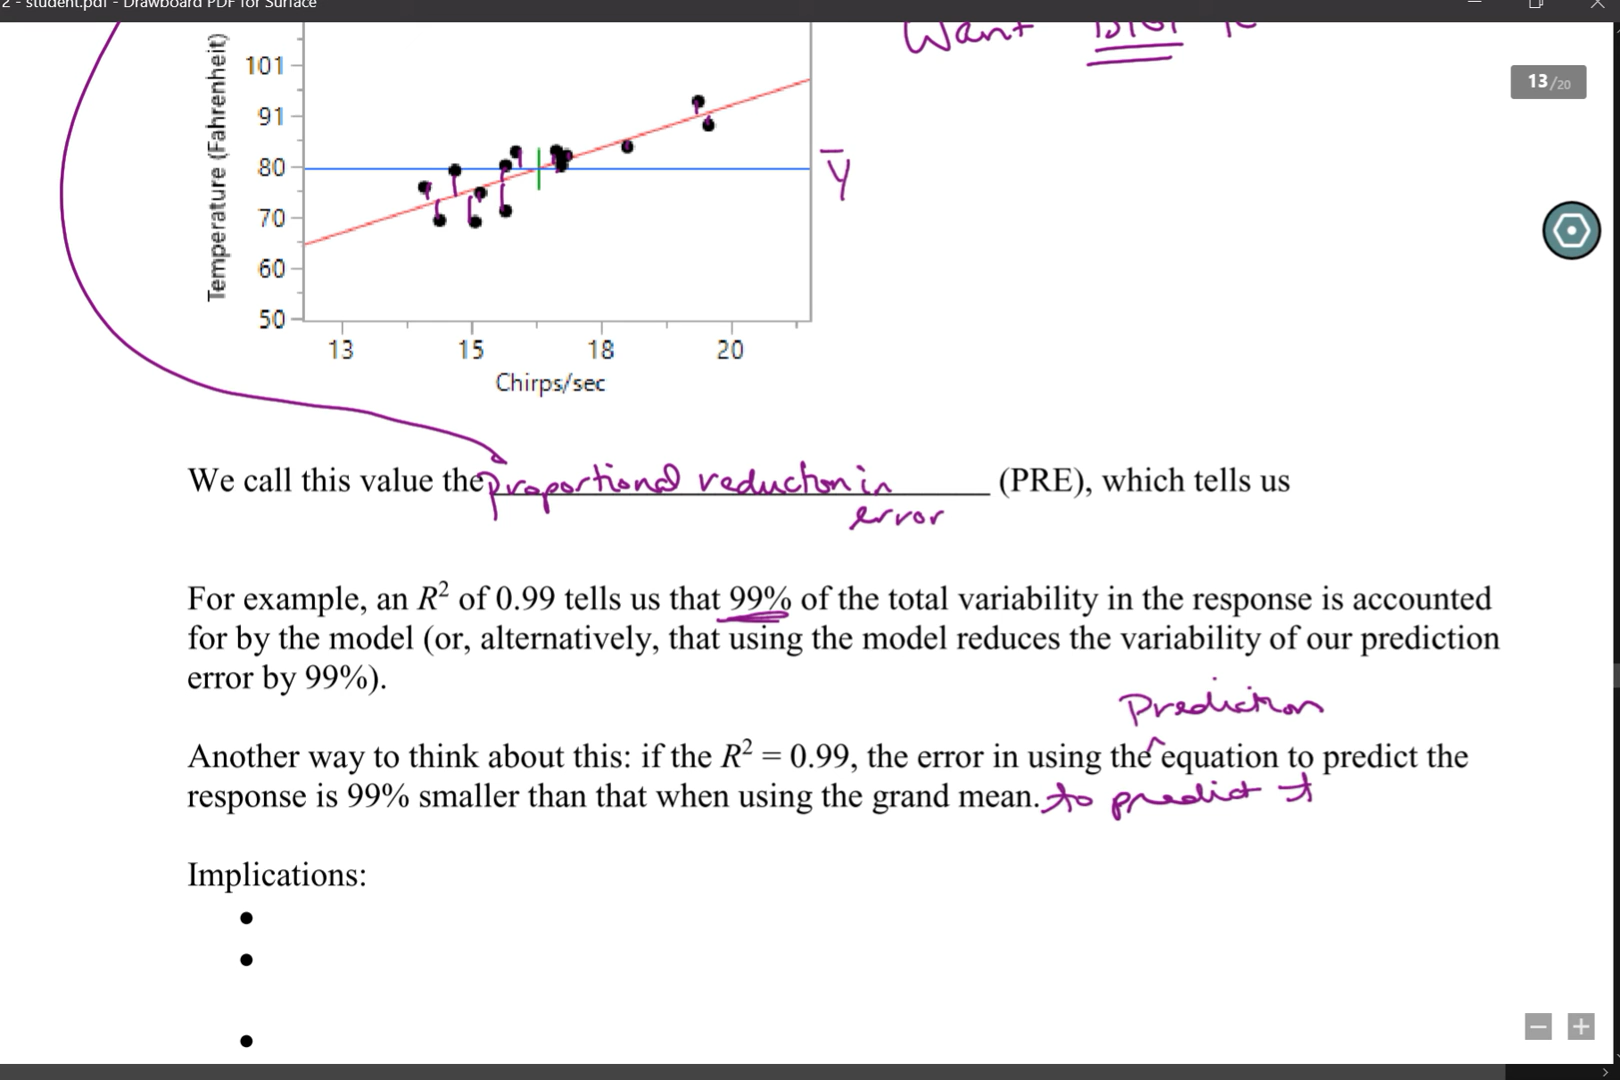 2 - student.pdf - Drawboard PDF for Surface
Want
13/20
Temperature (Fahrenheit)
101
91
80
70
60
50
Y
13 15 18 20
Chirps/sec
We call this value the proportional reduction in (PRE), which tells us
error
For example, an R² of 0.99 tells us that 99% of the total variability in the response is accounted
for by the model (or, alternatively, that using the model reduces the variability of our prediction
error by 99%).
Prediction
Another way to think about this: if the R² = 0.99, the error in using the ^ equation to predict the
response is 99% smaller than that when using the grand mean. to predict
Implications:
•
•
•